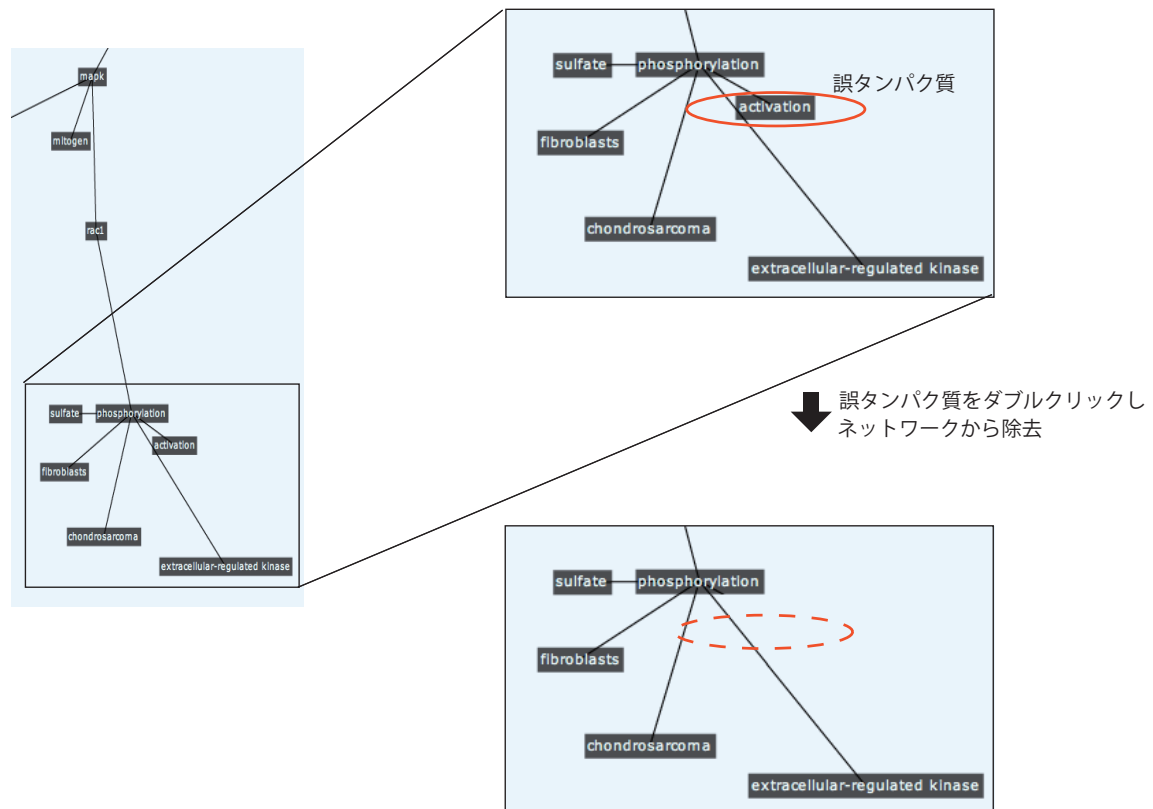 mapk
mitogen
rac1
sulfate
phosphorylation
activation
fibroblasts
chondrosarcoma
extracellular-regulated kinase
sulfate
phosphorylation
誤タンパク質
activation
fibroblasts
chondrosarcoma
extracellular-regulated kinase
誤タンパク質をダブルクリックし
ネットワークから除去
sulfate
phosphorylation
fibroblasts
chondrosarcoma
extracellular-regulated kinase